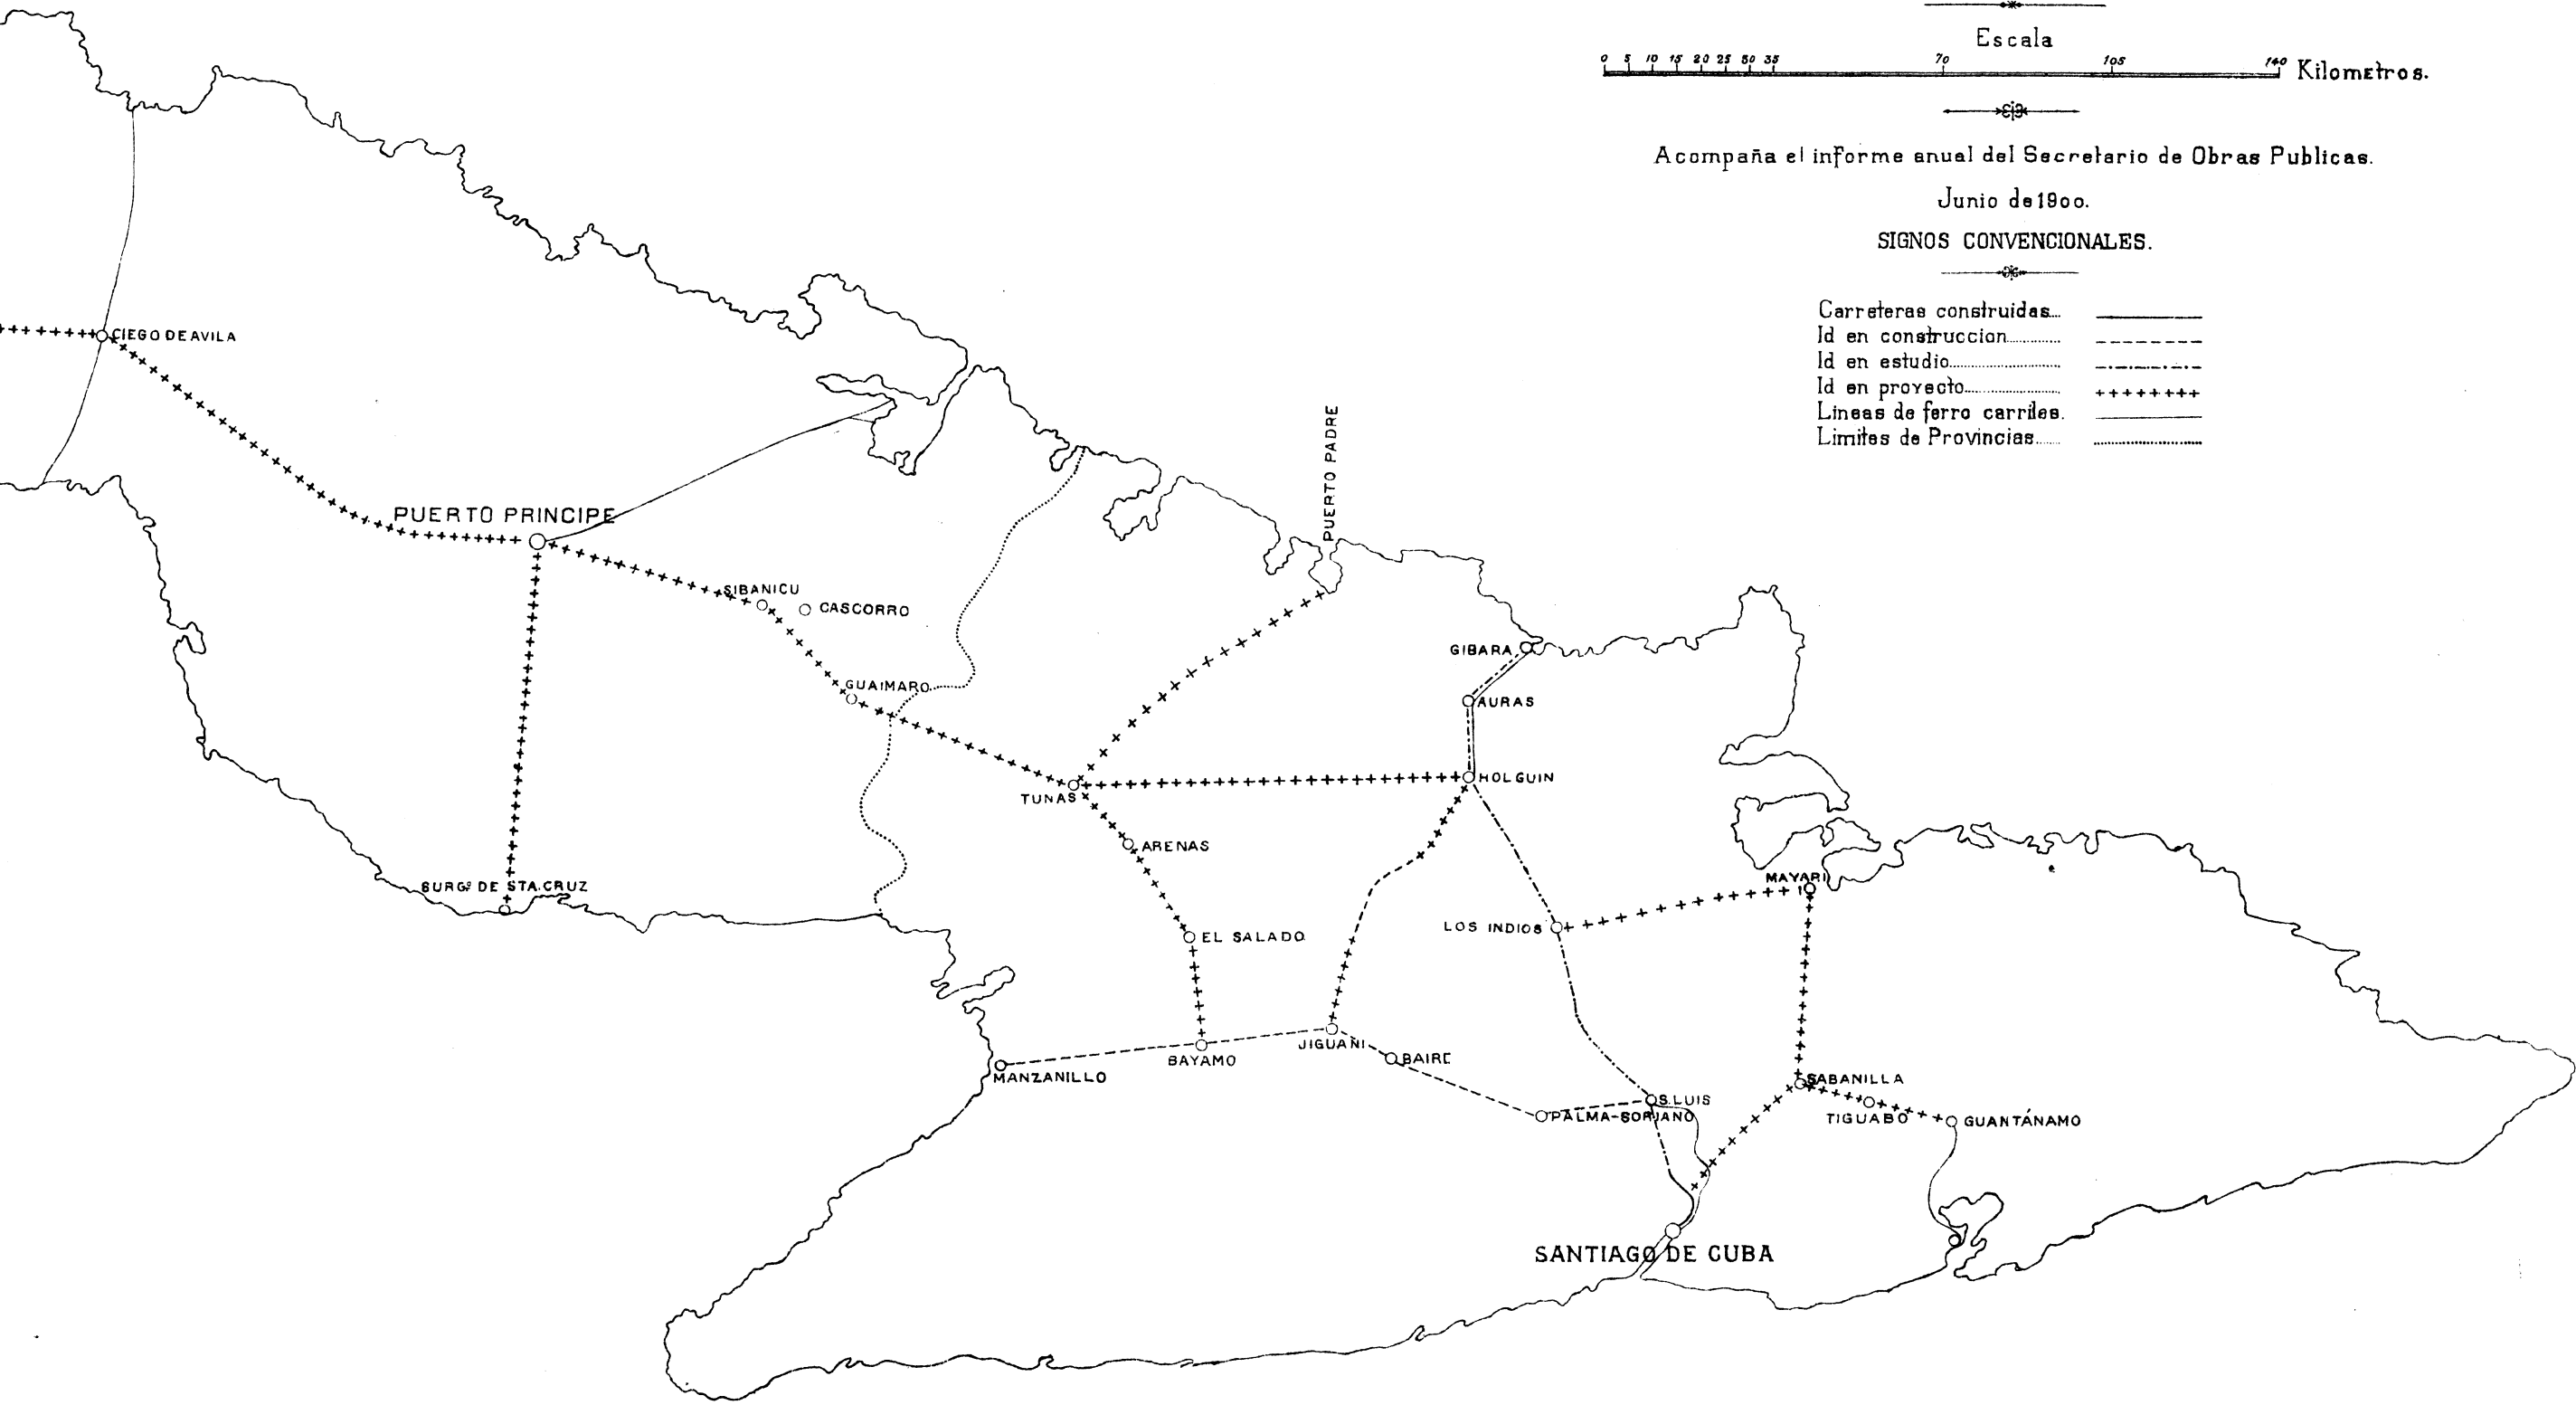 Escala
0 5 10 15 20 25 50 35 70 105 140 Kilometros.
Acompaña el informe anual del Secretario de Obras Publicas.
Junio de 1900.
SIGNOS CONVENCIONALES.
Carreteras construidas...
Id en construccion
Id en estudio
Id en proyecto
Lineas de ferro carriles.
Limites de Provincias
CIEGO DE AVILA
PUERTO PADRE
PUERTO PRINCIPE
SIBANICU
CASCORRO
GIBARA
GUAIMARO
AURAS
HOLGUIN
TUNAS
ARENAS
MAYARI
SURG? DE STA. CRUZ
LOS INDIOS
EL SALADO
JIGUANI
BAIRE
BAYAMO
MANZANILLO
SABANILLA
S. LUIS
PALMA-SORIANO
TIGUABO
GUANTÁNAMO
SANTIAGO DE CUBA